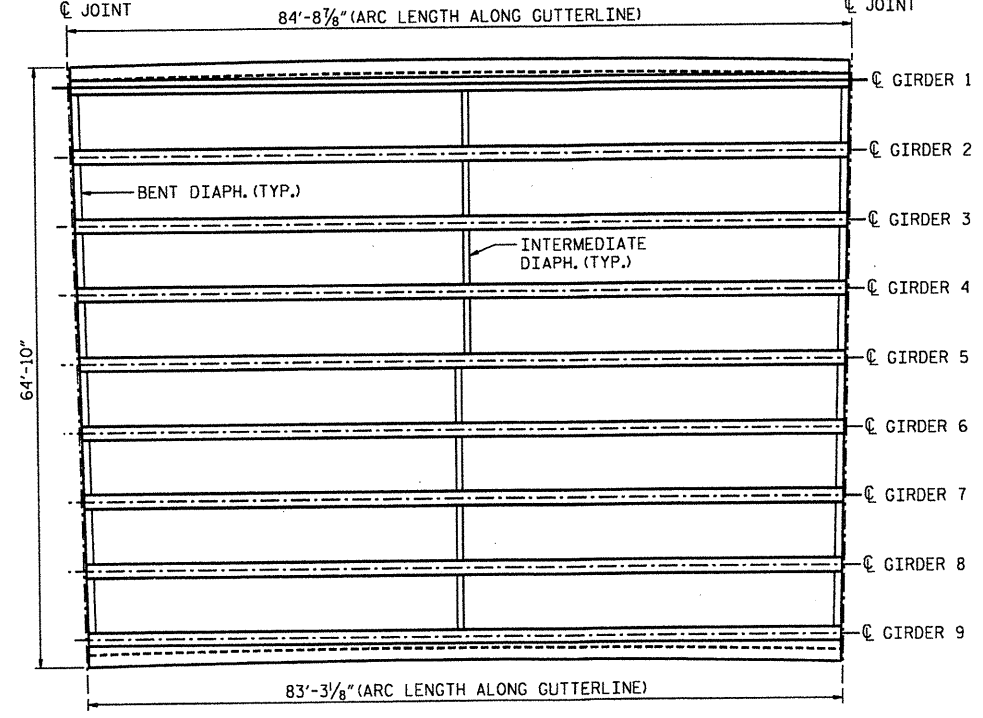 ℄ JOINT
℄ JOINT
84'-8⅞" (ARC LENGTH ALONG GUTTERLINE)
℄ GIRDER 1
℄ GIRDER 2
BENT DIAPH. (TYP.)
℄ GIRDER 3
INTERMEDIATE
DIAPH. (TYP.)
℄ GIRDER 4
64'-10"
℄ GIRDER 5
℄ GIRDER 6
℄ GIRDER 7
℄ GIRDER 8
℄ GIRDER 9
83'-3⅛" (ARC LENGTH ALONG GUTTERLINE)